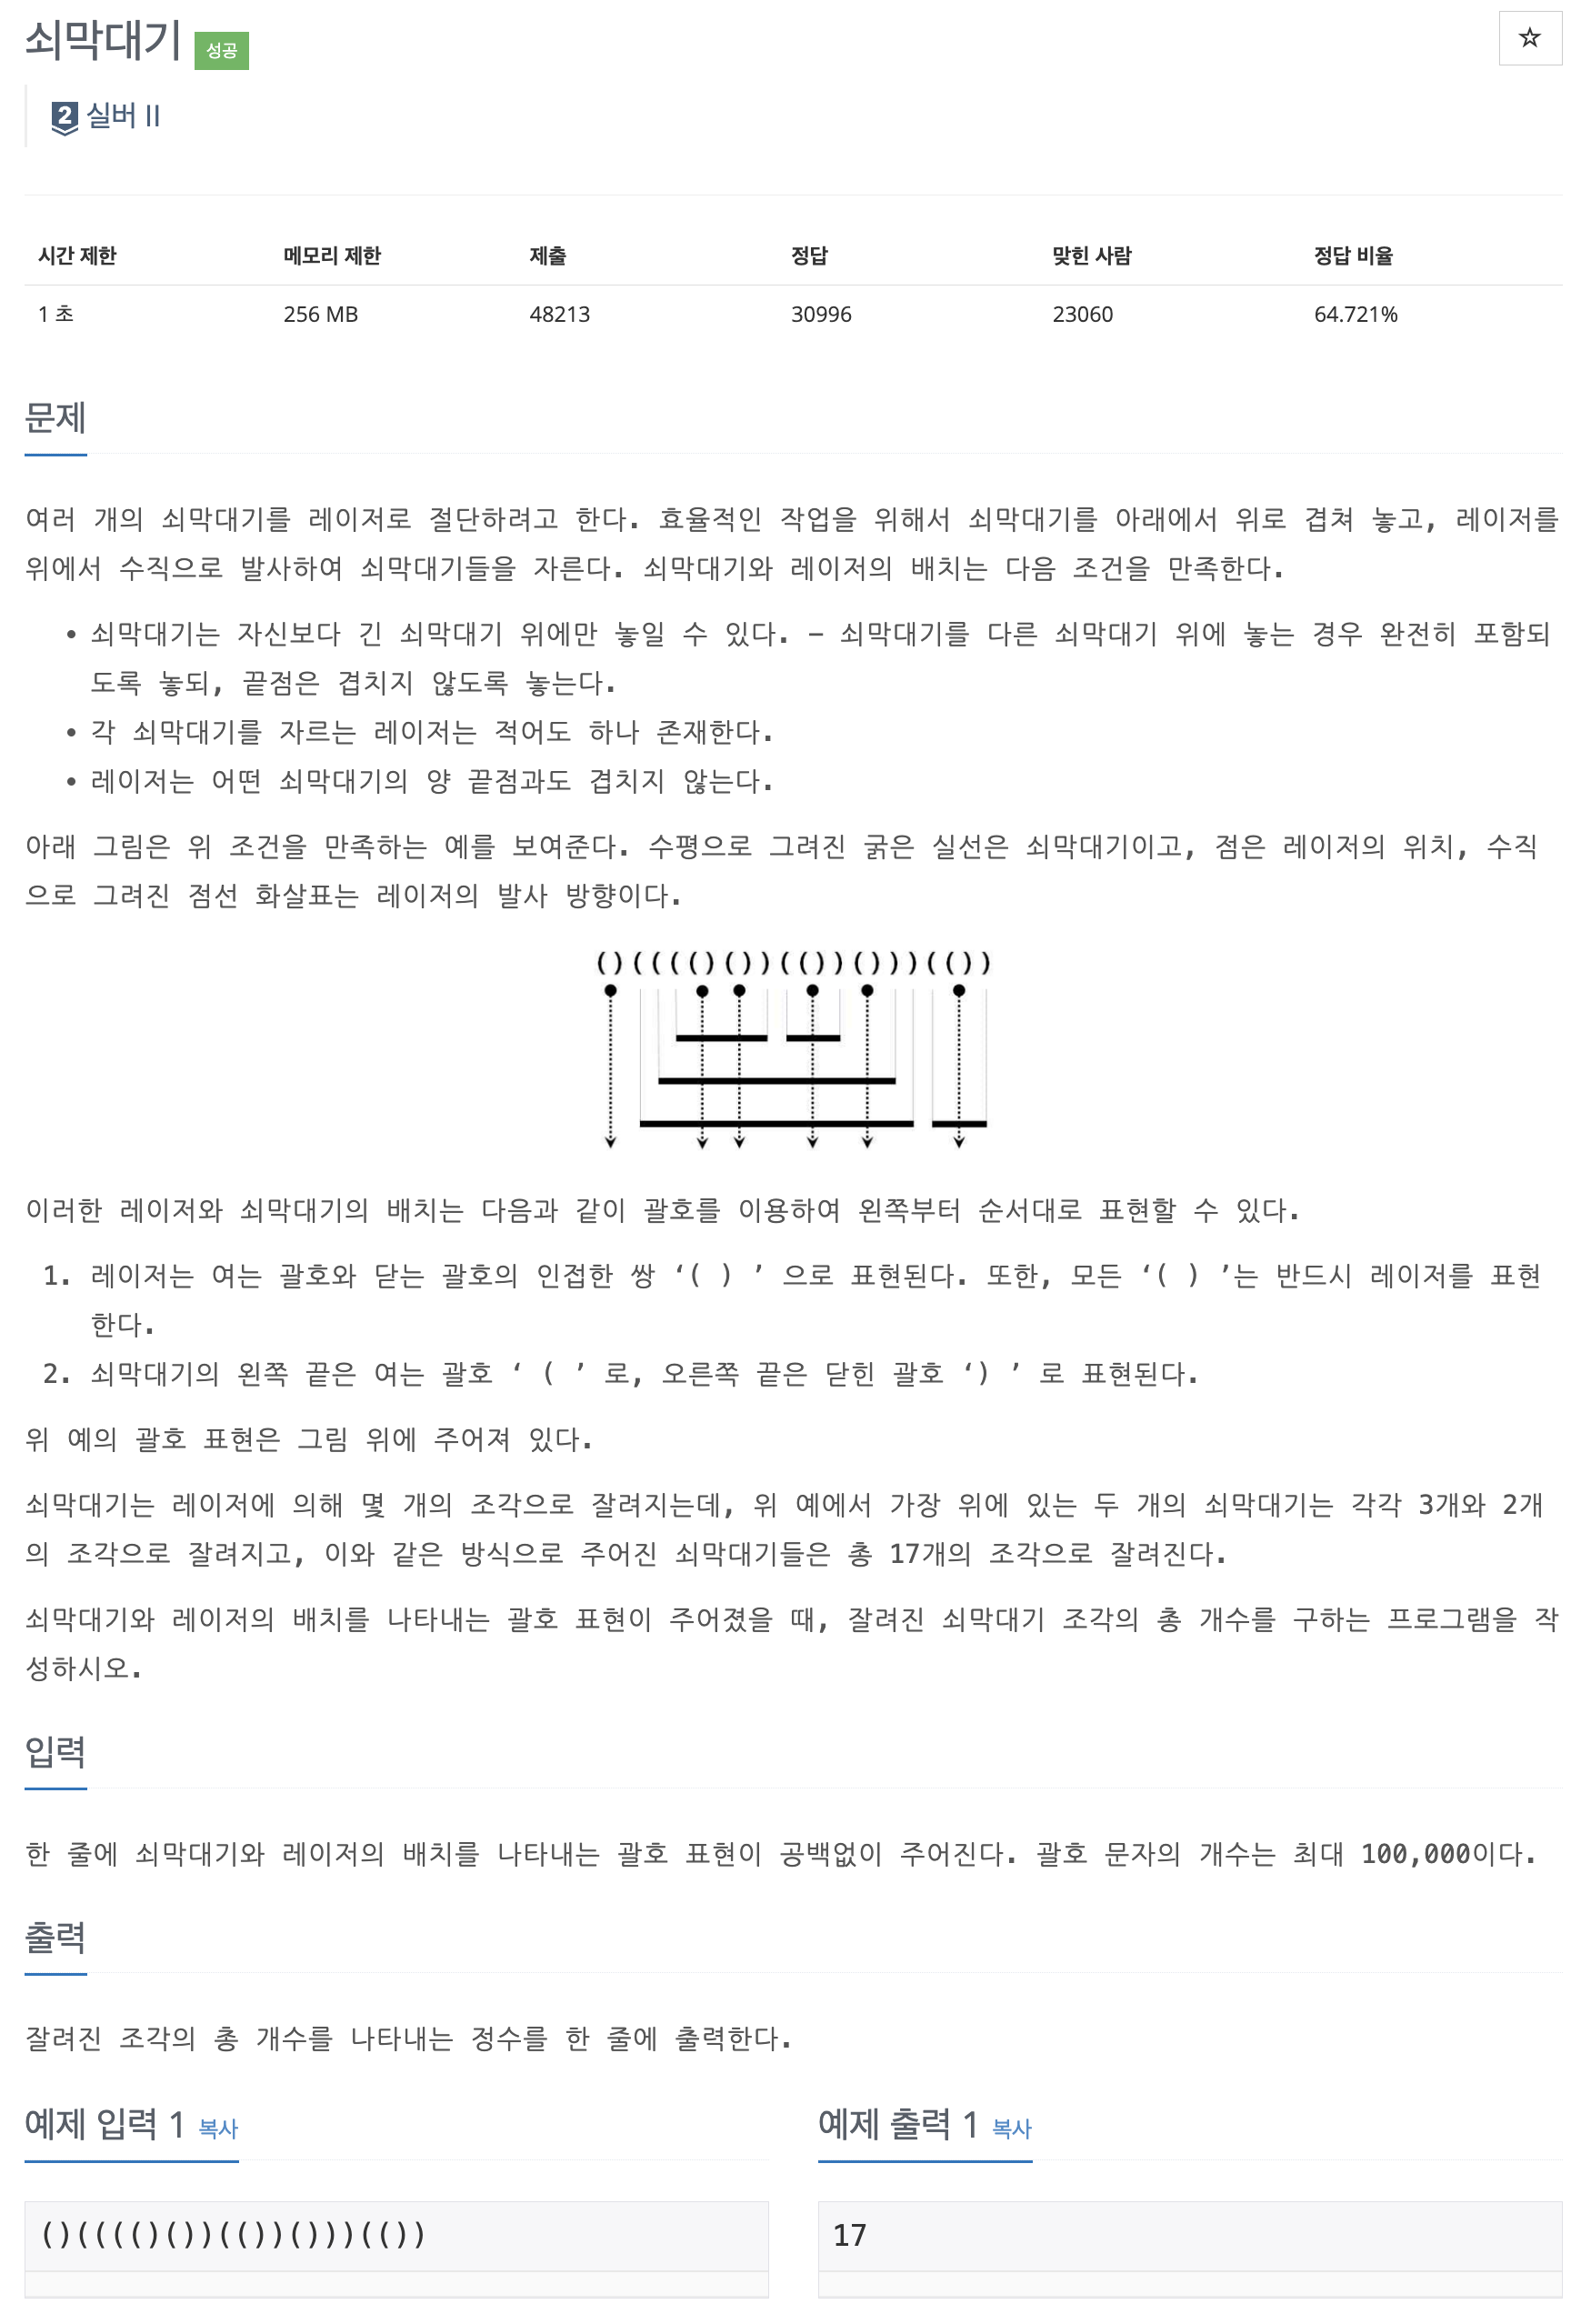 쇠막대기 성공
☆
2 실버 II
시간 제한 메모리 제한 제출 정답 맞힌 사람 정답 비율
1 초 256 MB 48213 30996 23060 64.721%
문제
여러 개의 쇠막대기를 레이저로 절단하려고 한다. 효율적인 작업을 위해서 쇠막대기를 아래에서 위로 겹쳐 놓고, 레이저를
위에서 수직으로 발사하여 쇠막대기들을 자른다. 쇠막대기와 레이저의 배치는 다음 조건을 만족한다.
• 쇠막대기는 자신보다 긴 쇠막대기 위에만 놓일 수 있다. – 쇠막대기를 다른 쇠막대기 위에 놓는 경우 완전히 포함되
도록 놓되, 끝점은 겹치지 않도록 놓는다.
• 각 쇠막대기를 자르는 레이저는 적어도 하나 존재한다.
• 레이저는 어떤 쇠막대기의 양 끝점과도 겹치지 않는다.
아래 그림은 위 조건을 만족하는 예를 보여준다. 수평으로 그려진 굵은 실선은 쇠막대기이고, 점은 레이저의 위치, 수직
으로 그려진 점선 화살표는 레이저의 발사 방향이다.
()(((()())(())()))(())
이러한 레이저와 쇠막대기의 배치는 다음과 같이 괄호를 이용하여 왼쪽부터 순서대로 표현할 수 있다.
1. 레이저는 여는 괄호와 닫는 괄호의 인접한 쌍 ‘( ) ’ 으로 표현된다. 또한, 모든 ‘( ) ’는 반드시 레이저를 표현
한다.
2. 쇠막대기의 왼쪽 끝은 여는 괄호 ‘ ( ’ 로, 오른쪽 끝은 닫힌 괄호 ‘) ’ 로 표현된다.
위 예의 괄호 표현은 그림 위에 주어져 있다.
쇠막대기는 레이저에 의해 몇 개의 조각으로 잘려지는데, 위 예에서 가장 위에 있는 두 개의 쇠막대기는 각각 3개와 2개
의 조각으로 잘려지고, 이와 같은 방식으로 주어진 쇠막대기들은 총 17개의 조각으로 잘려진다.
쇠막대기와 레이저의 배치를 나타내는 괄호 표현이 주어졌을 때, 잘려진 쇠막대기 조각의 총 개수를 구하는 프로그램을 작
성하시오.
입력
한 줄에 쇠막대기와 레이저의 배치를 나타내는 괄호 표현이 공백없이 주어진다. 괄호 문자의 개수는 최대 100,000이다.
출력
잘려진 조각의 총 개수를 나타내는 정수를 한 줄에 출력한다.
예제 입력 1 복사
()(((()())(())()))(())
예제 출력 1 복사
17